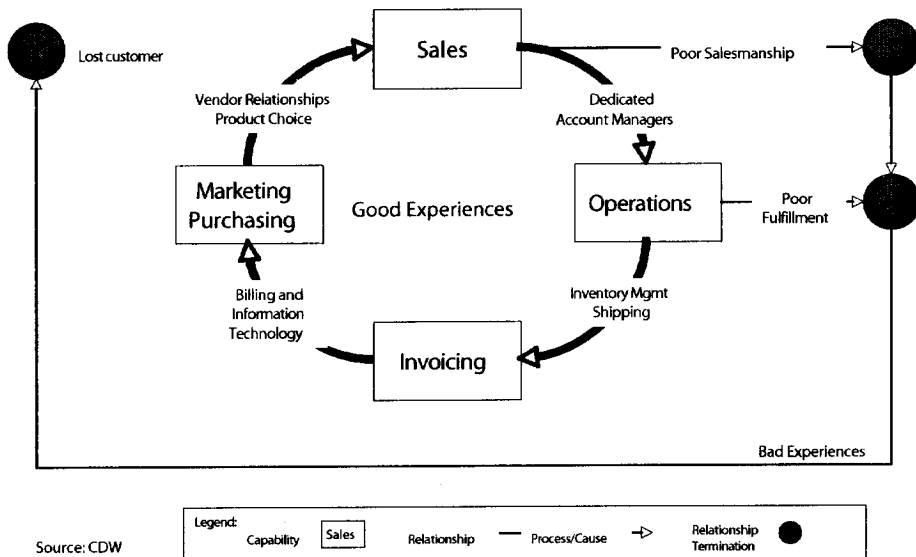 Lost customer
Sales
Poor Salesmanship
Vendor Relationships
Product Choice
Dedicated
Account Managers
Marketing
Purchasing
Good Experiences
Operations
Poor
Fulfillment
Billing and
Information
Technology
Inventory Mgmt
Shipping
Invoicing
Bad Experiences
Source: CDW
Legend:
Capability
Sales
Relationship
Process/Cause
Relationship
Termination